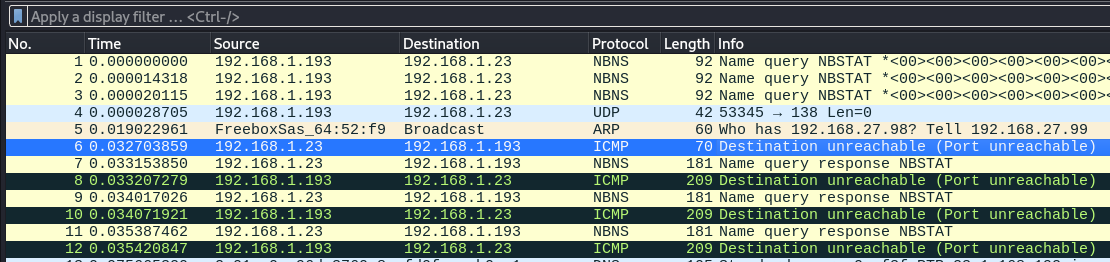 Apply a display filter … <Ctrl-/>
No. Time Source Destination Protocol Length Info
1 0.000000000 192.168.1.193 192.168.1.23 NBNS 92 Name query NBSTAT *<00><00><00><00><00><
2 0.000014318 192.168.1.193 192.168.1.23 NBNS 92 Name query NBSTAT *<00><00><00><00><00><
3 0.000020115 192.168.1.193 192.168.1.23 NBNS 92 Name query NBSTAT *<00><00><00><00><00><
4 0.000028705 192.168.1.193 192.168.1.23 UDP 42 53345 → 138 Len=0
5 0.019022961 FreeboxSas_64:52:f9 Broadcast ARP 60 Who has 192.168.27.98? Tell 192.168.27.99
6 0.032703859 192.168.1.23 192.168.1.193 ICMP 70 Destination unreachable (Port unreachable)
7 0.033153850 192.168.1.23 192.168.1.193 NBNS 181 Name query response NBSTAT
8 0.033207279 192.168.1.193 192.168.1.23 ICMP 209 Destination unreachable (Port unreachable)
9 0.034017026 192.168.1.23 192.168.1.193 NBNS 181 Name query response NBSTAT
10 0.034071921 192.168.1.193 192.168.1.23 ICMP 209 Destination unreachable (Port unreachable)
11 0.035387462 192.168.1.23 192.168.1.193 NBNS 181 Name query response NBSTAT
12 0.035420847 192.168.1.193 192.168.1.23 ICMP 209 Destination unreachable (Port unreachable)